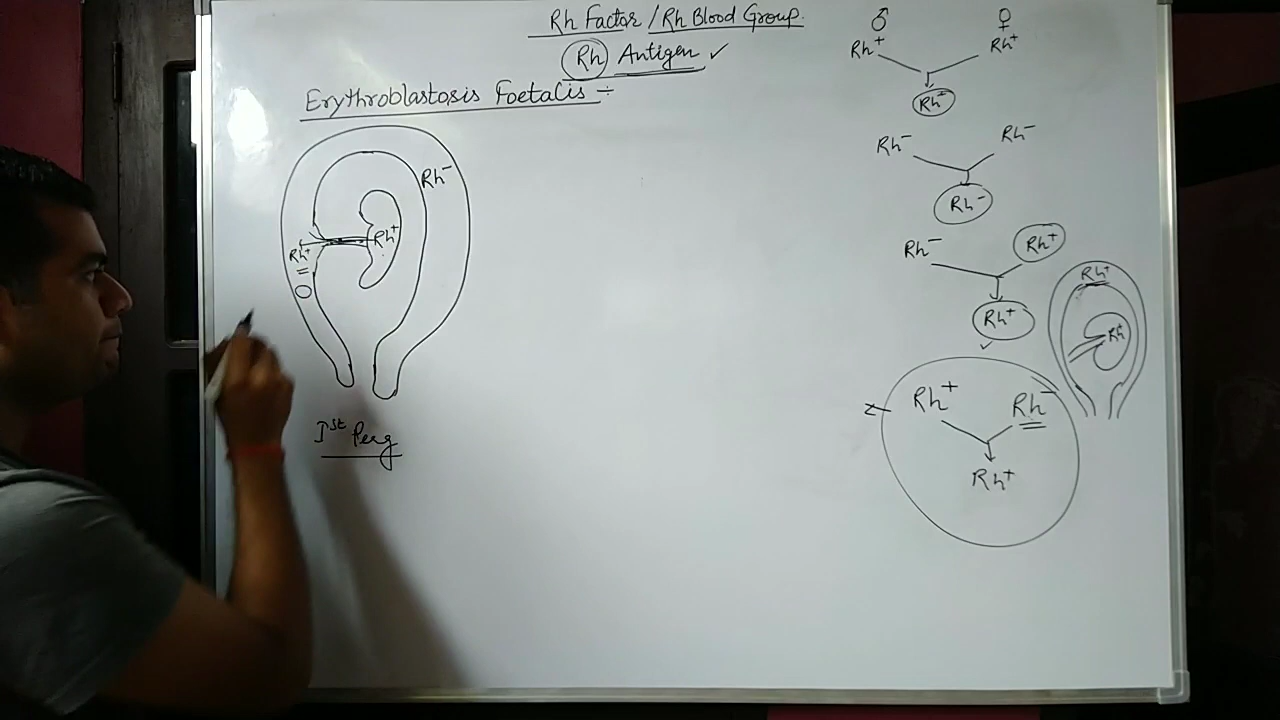 Rh Factor / Rh Blood Group.
Rh Antigen ✓
Erythroblastosis Foetalis :-
Rh⁻
Rh⁺
Rh⁺
Iˢᵗ Perg
♂ ♀
Rh⁺ Rh⁺
Rh⁺
Rh⁻ Rh⁻
Rh⁻
Rh⁻ Rh⁺
Rh⁺
Rh⁺
Rh⁺
Rh⁺ Rh⁻
Rh⁺